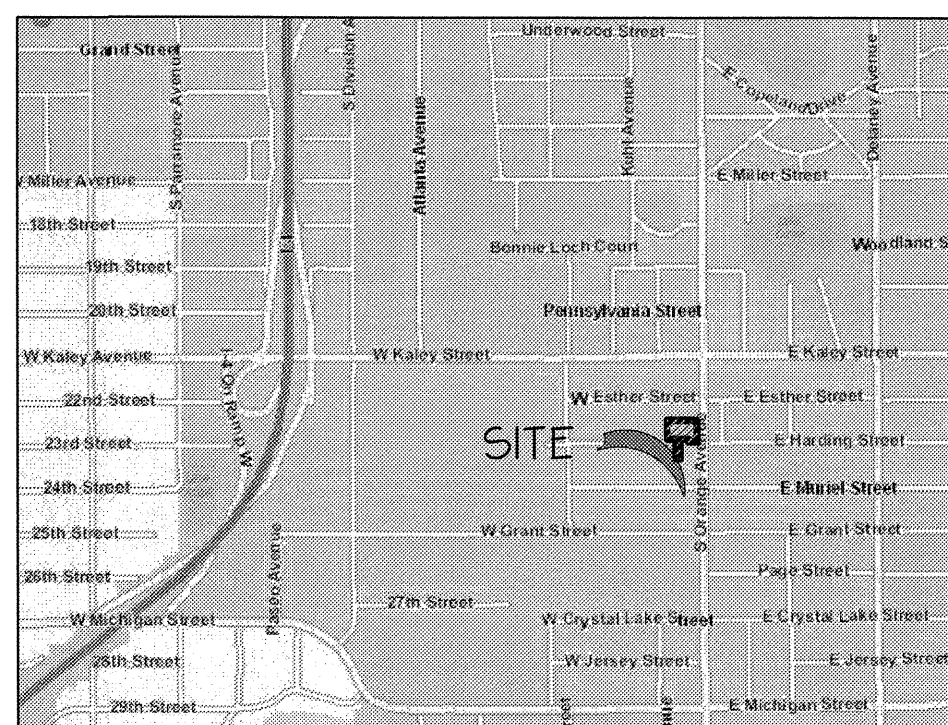 Underwood Street
Grand Street
S Division A
E Copeland Drive
Delaney Avenue
S Parramore Avenue
Atlanta Avenue
Kuhl Avenue
W Miller Avenue
E Miller Street
18th Street
Bonnie Loch Court
Woodland S
I-4
19th Street
20th Street
Pennsylvania Street
W Kaley Avenue
W Kaley Street
E Kaley Street
I-4 On Ramp W
22nd Street
W Esther Street
E Esther Street
23rd Street
SITE
E Harding Street
24th Street
S Orange Avenue
E Muriel Street
25th Street
W Grant Street
E Grant Street
26th Street
Paseo Avenue
Page Street
27th Street
W Michigan Street
W Crystal Lake Street
E Crystal Lake Street
28th Street
W Jersey Street
E Jersey Street
29th Street
reet
nue
E Michigan Street